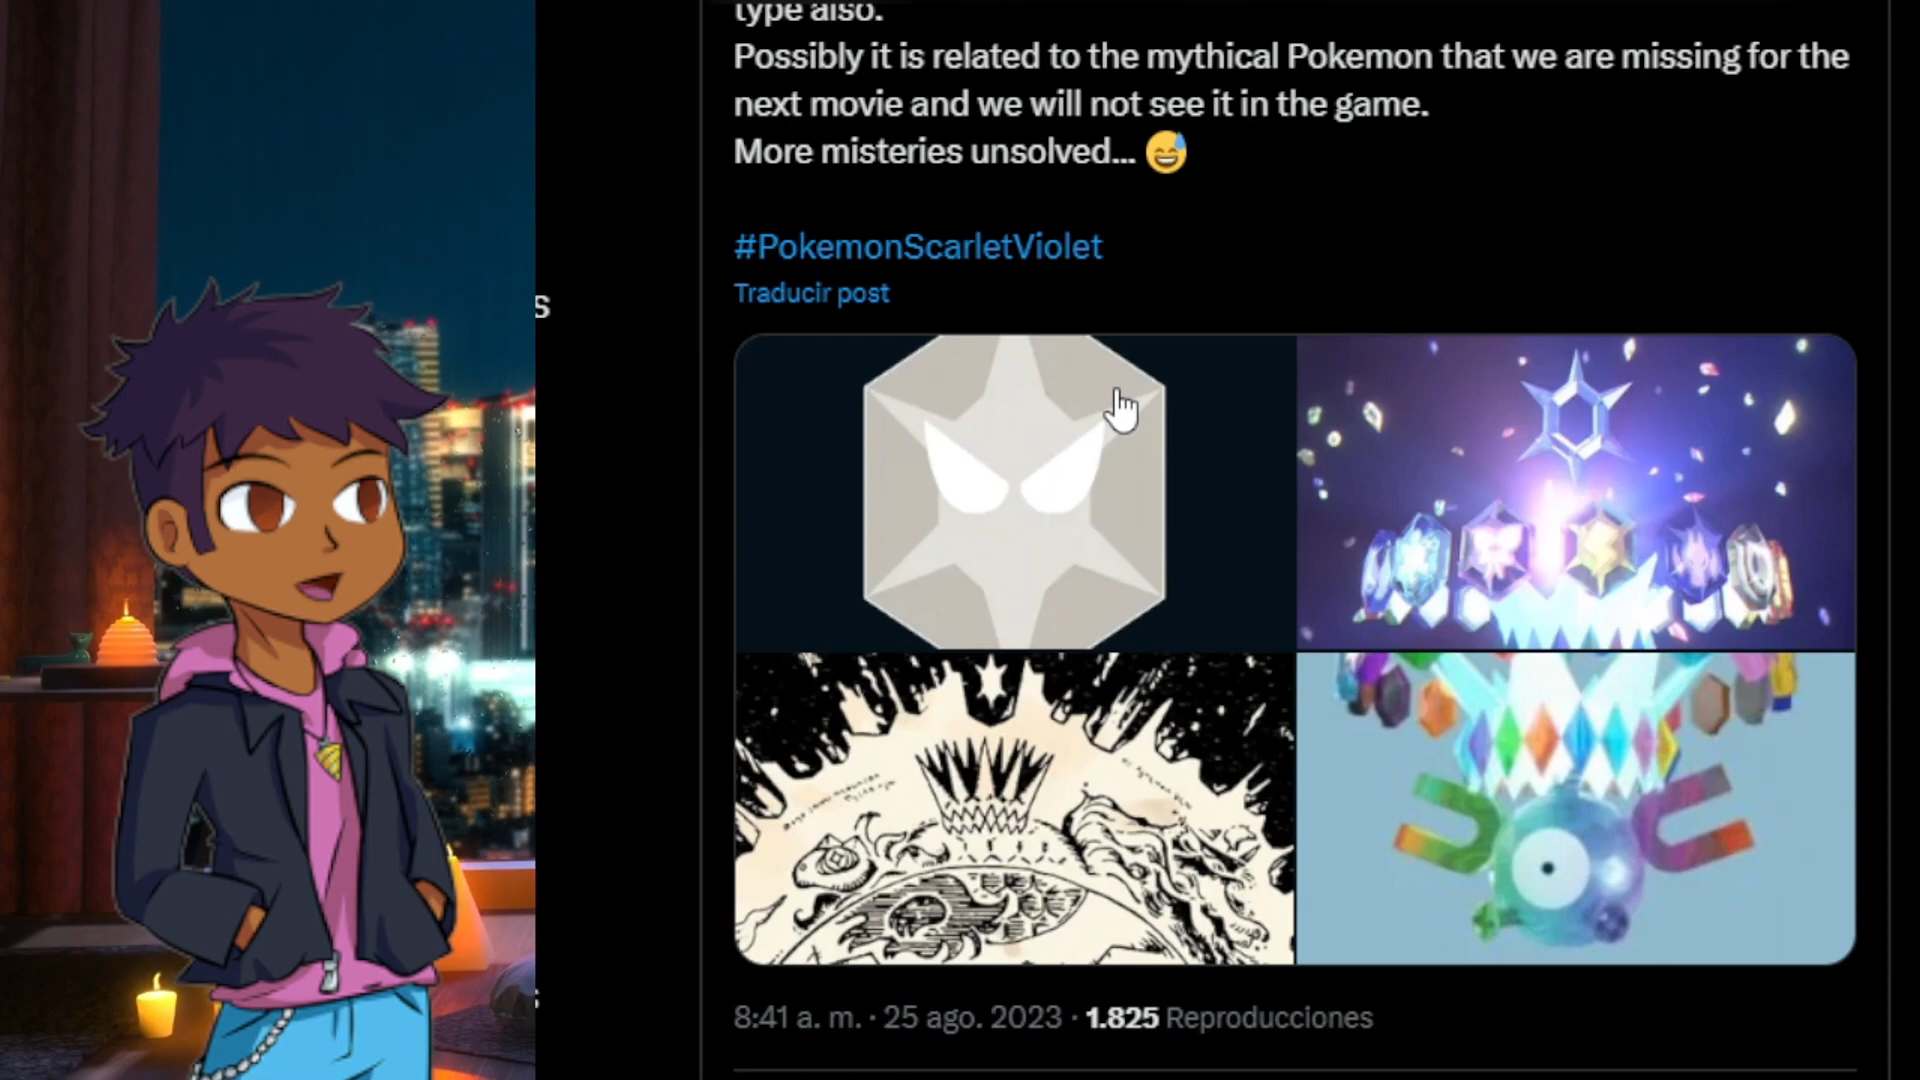 type also.
Possibly it is related to the mythical Pokemon that we are missing for the
next movie and we will not see it in the game.
More misteries unsolved... 😅
#PokemonScarletViolet
s
Traducir post
8:41 a. m. · 25 ago. 2023 · 1.825 Reproducciones